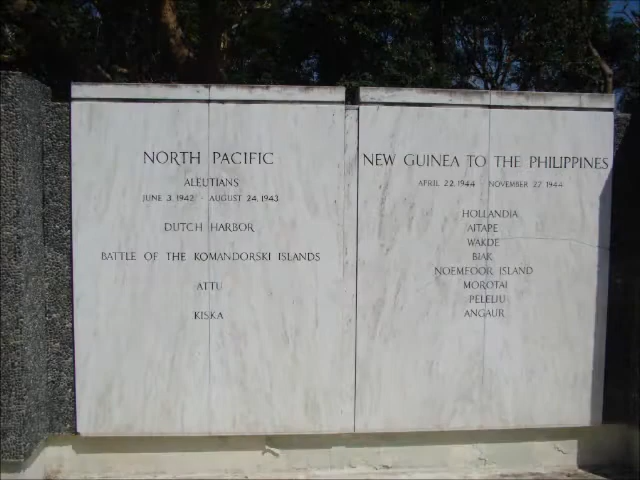 NORTH PACIFIC
ALEUTIANS
JUNE 3, 1942 - AUGUST 24, 1943
DUTCH HARBOR
BATTLE OF THE KOMANDORSKI ISLANDS
ATTU
KISKA
NEW GUINEA TO THE PHILIPPINES
APRIL 22, 1944 NOVEMBER 27, 1944
HOLLANDIA
AITAPE
WAKDE
BIAK
NOEMFOOR ISLAND
MOROTAI
PELELIU
ANGAUR